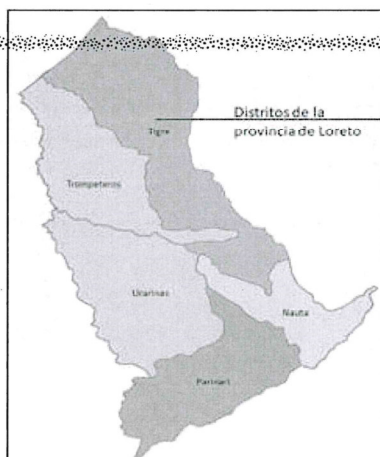 Distritos de la
provincia de Loreto
Tigre
Trompeteros
Urarinas
Nauta
Parinari